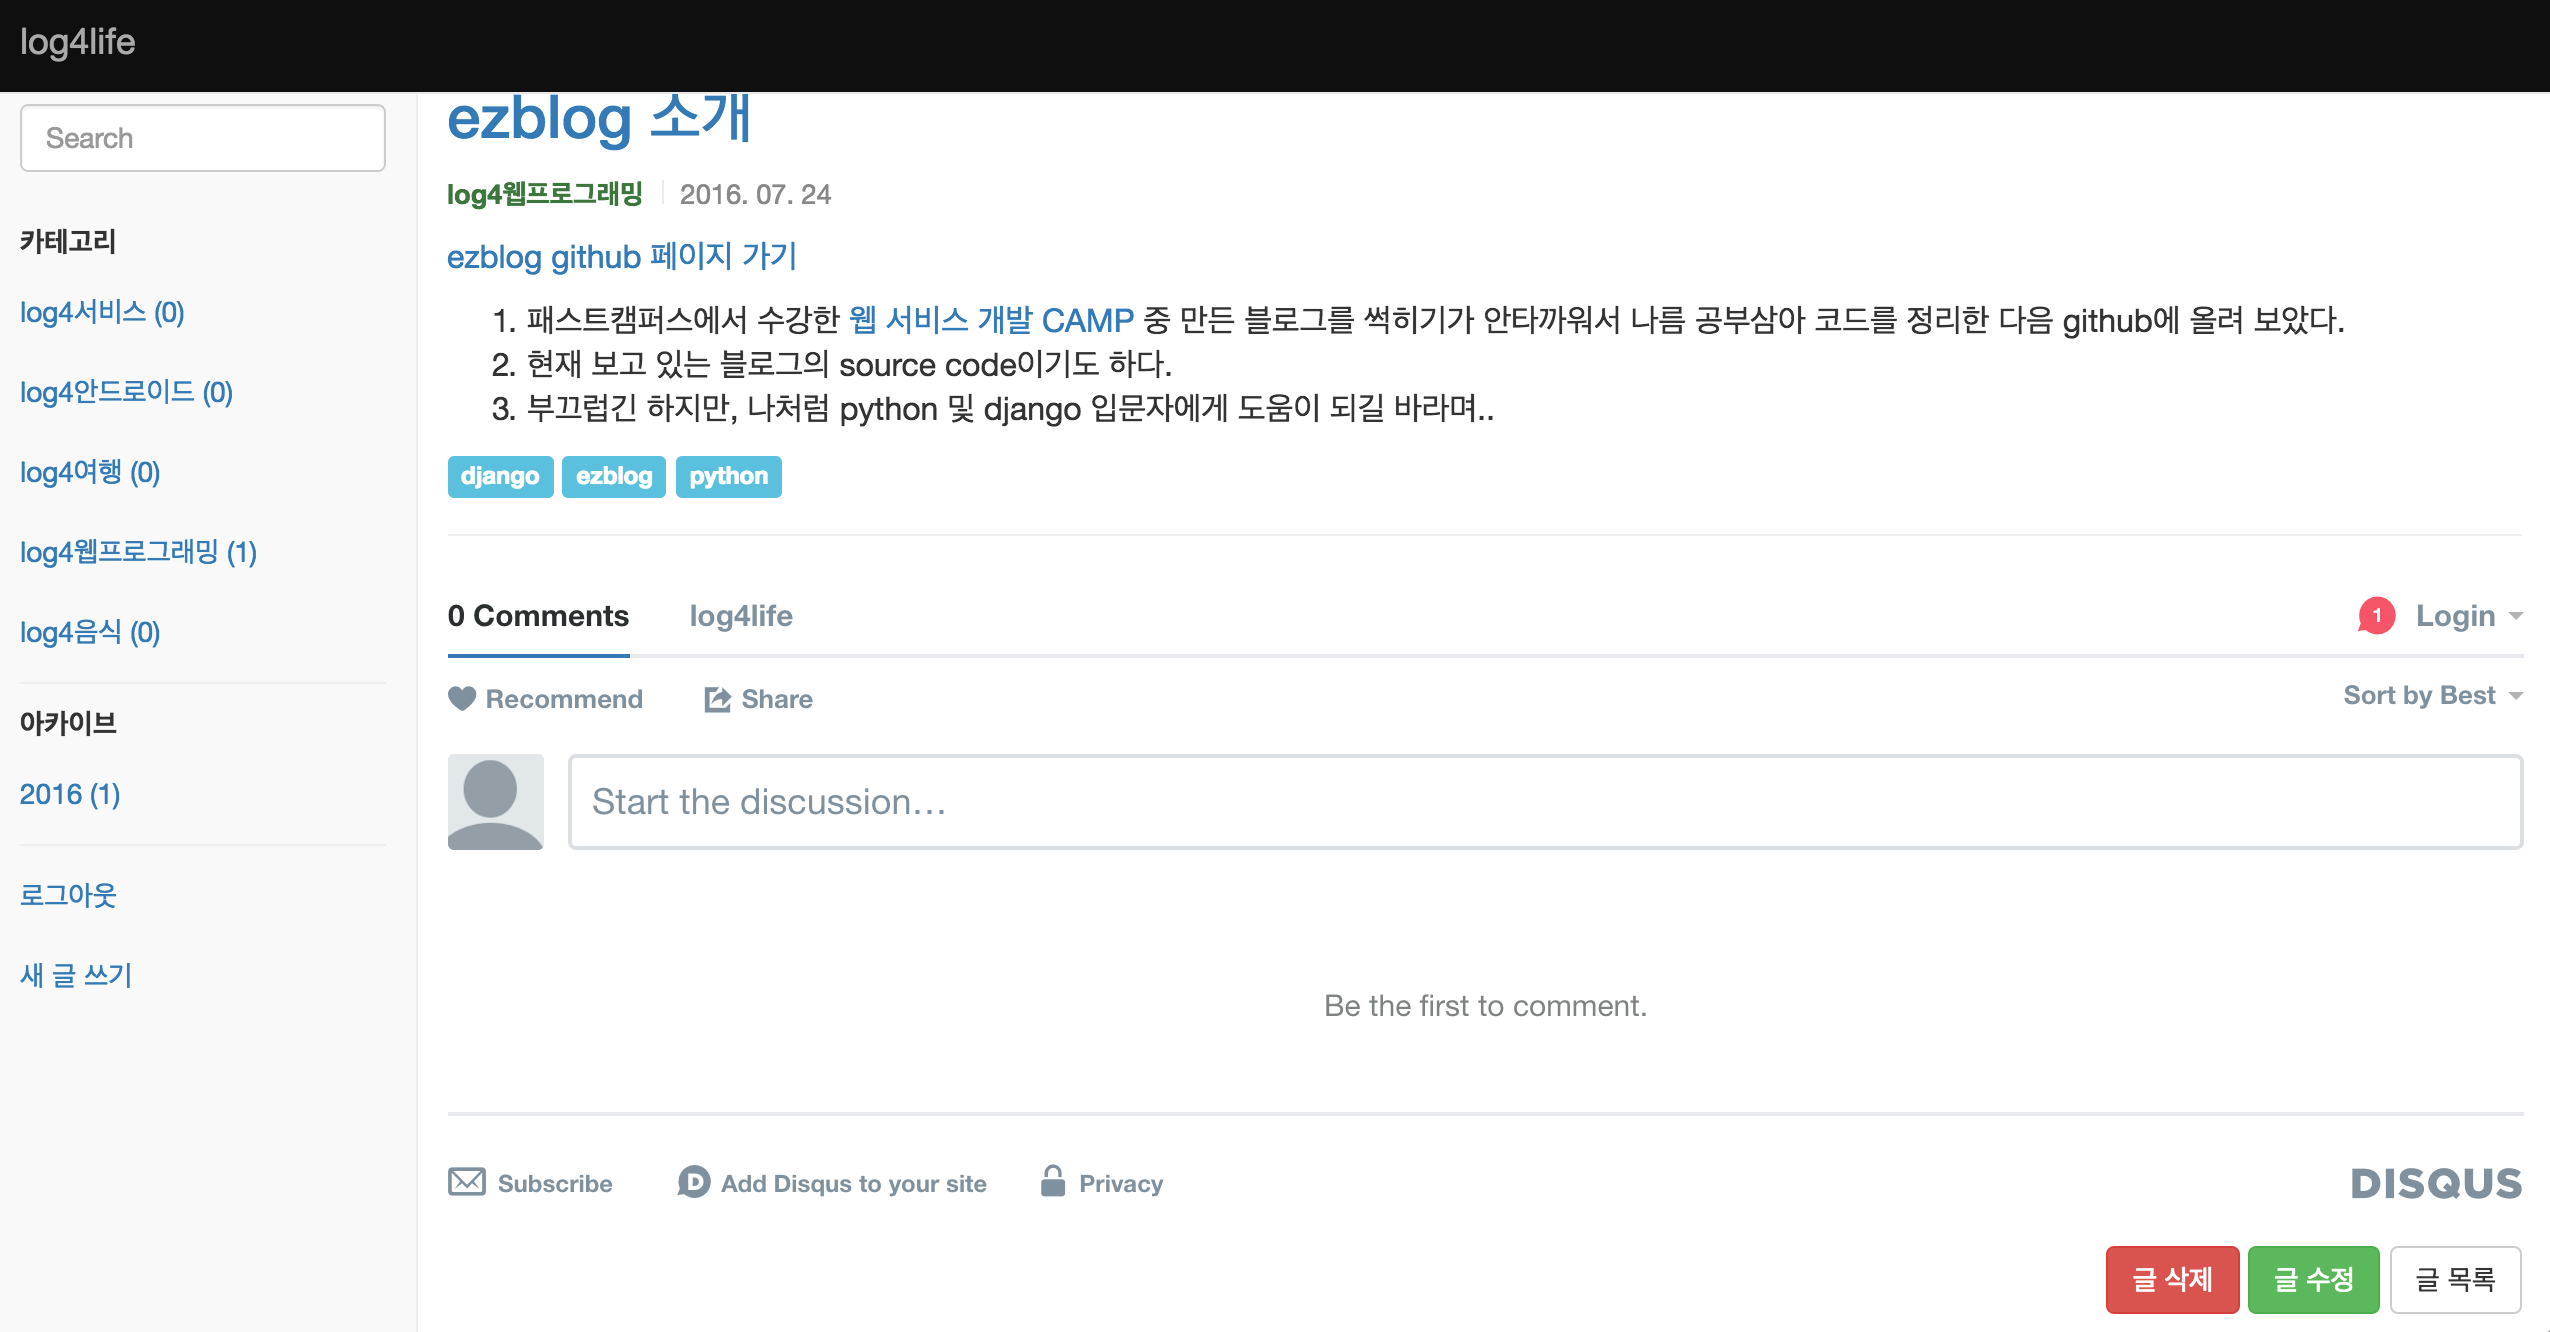 log4life
Search
카테고리
log4서비스 (0)
log4안드로이드 (0)
log4여행 (0)
log4웹프로그래밍 (1)
log4음식 (0)
아카이브
2016 (1)
로그아웃
새 글 쓰기
ezblog 소개
log4웹프로그래밍 2016. 07. 24
ezblog github 페이지 가기
1. 패스트캠퍼스에서 수강한 웹 서비스 개발 CAMP 중 만든 블로그를 썩히기가 안타까워서 나름 공부삼아 코드를 정리한 다음 github에 올려 보았다.
2. 현재 보고 있는 블로그의 source code이기도 하다.
3. 부끄럽긴 하지만, 나처럼 python 및 django 입문자에게 도움이 되길 바라며..
django ezblog python
0 Comments log4life 1 Login
Recommend Share Sort by Best
Start the discussion…
Be the first to comment.
Subscribe D Add Disqus to your site Privacy DISQUS
글 삭제 글 수정 글 목록